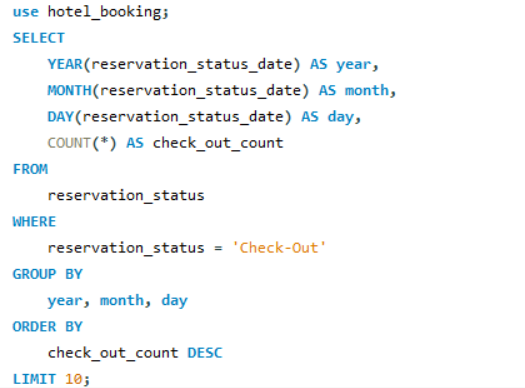 use hotel_booking;
SELECT
    YEAR(reservation_status_date) AS year,
    MONTH(reservation_status_date) AS month,
    DAY(reservation_status_date) AS day,
    COUNT(*) AS check_out_count
FROM
    reservation_status
WHERE
    reservation_status = 'Check-Out'
GROUP BY
    year, month, day
ORDER BY
    check_out_count DESC
LIMIT 10;